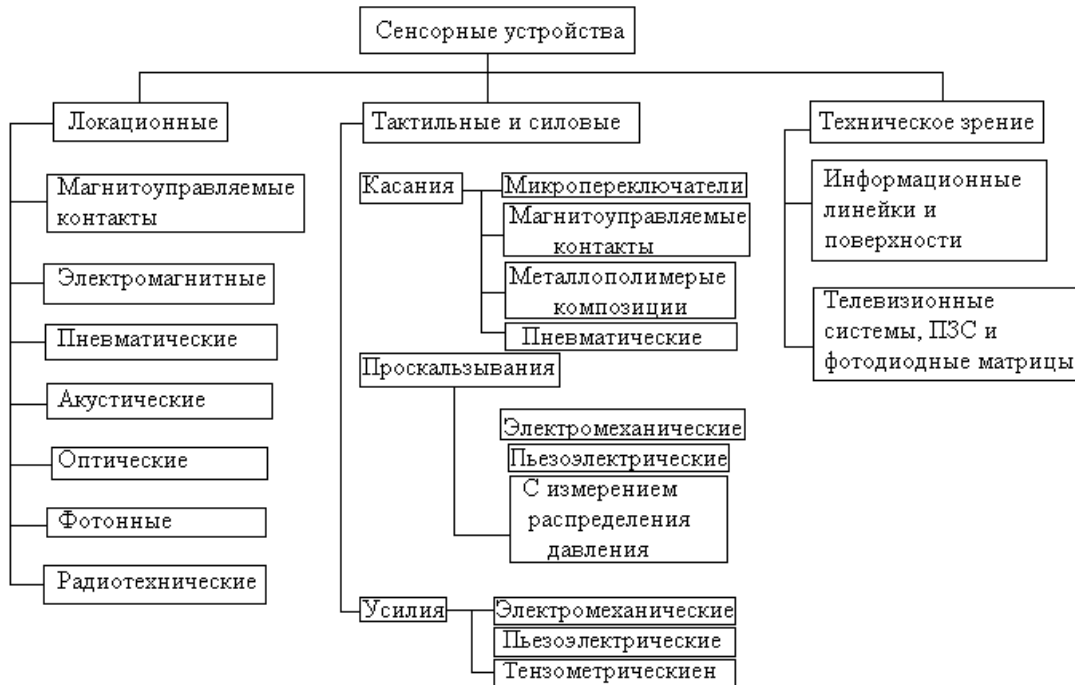 Сенсорные устройства
Локационные
Магнитоуправляемые
контакты
Электромагнитные
Пневматические
Акустические
Оптические
Фотонные
Радиотехнические
Тактильные и силовые
Касания
Микропереключатели
Магнитоуправляемые
контакты
Металлополимерые
композиции
Пневматические
Проскальзывания
Электромеханические
Пьезоэлектрические
С измерением
распределения
давления
Усилия
Электромеханические
Пьезоэлектрические
Тензометрическиен
Техническое зрение
Информационные
линейки и
поверхности
Телевизионные
системы, ПЗС и
фотодиодные матрицы